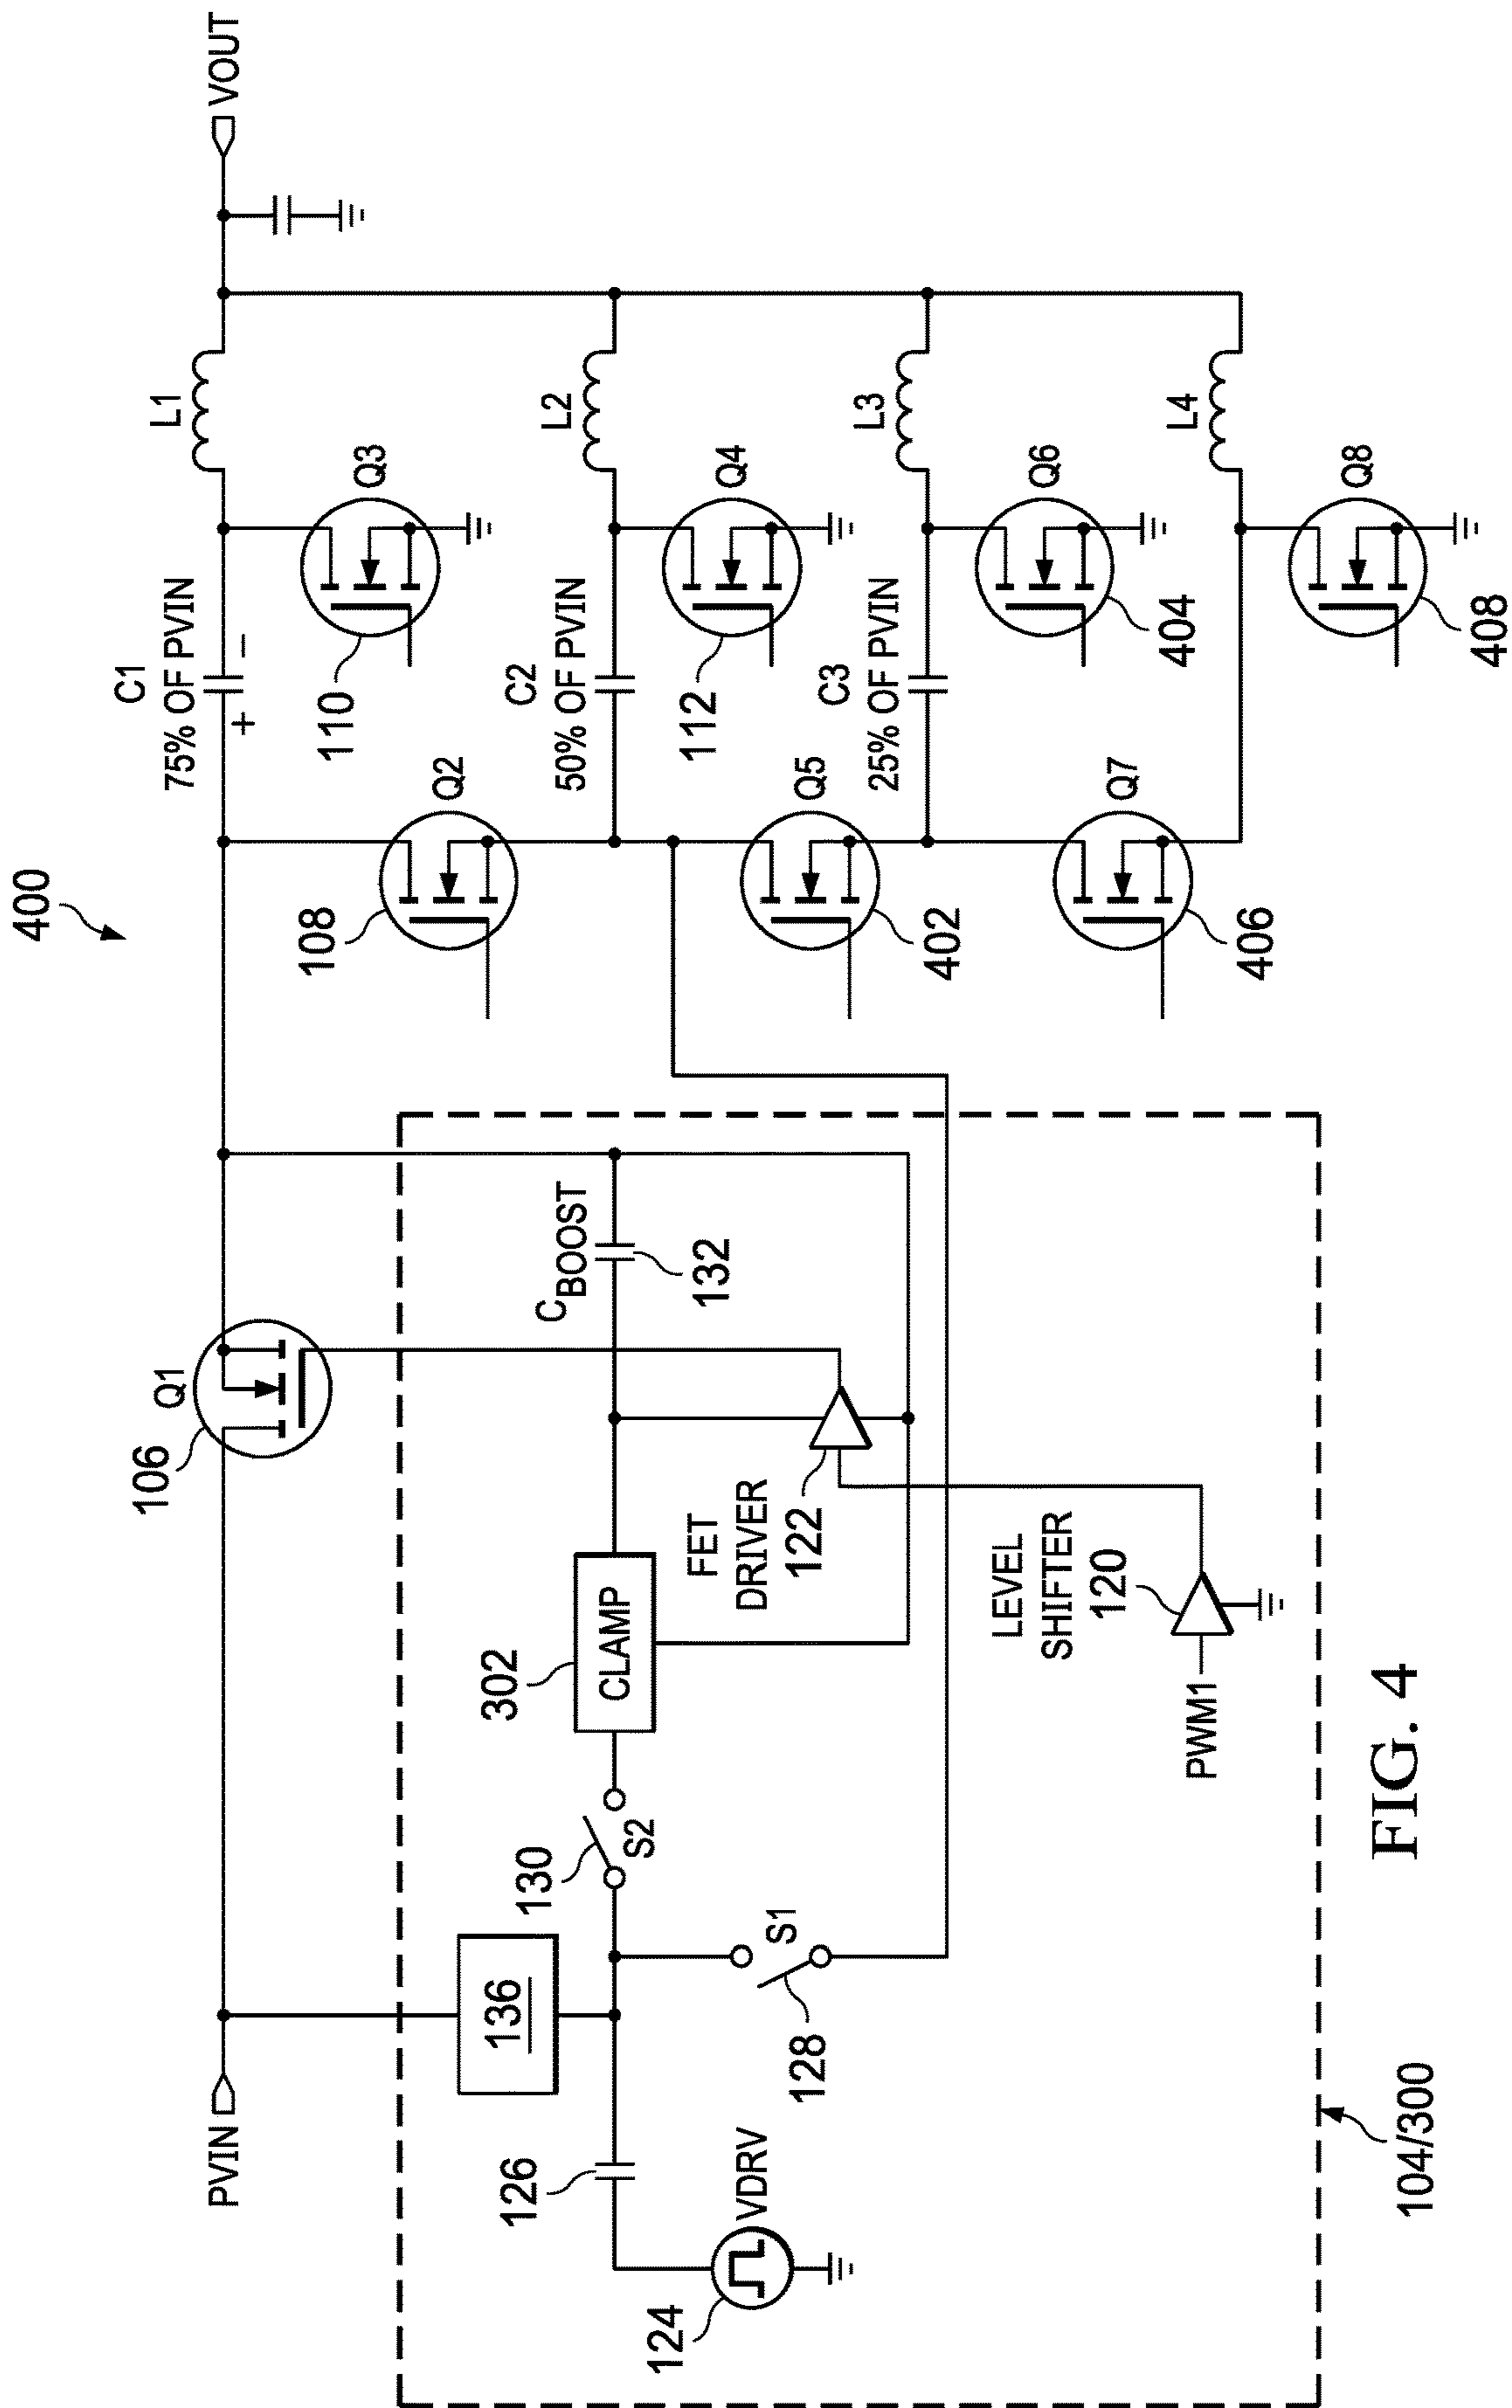 400
PVIN
106
Q1
C1
75% OF PVIN
+
−
L1
VOUT
110
Q3
108
Q2
C2
50% OF PVIN
L2
112
Q4
402
Q5
C3
25% OF PVIN
L3
404
Q6
406
Q7
L4
408
Q8
136
126
124
VDRV
130
S2
128
S1
302
CLAMP
CBOOST
132
FET
DRIVER
122
LEVEL
SHIFTER
120
PWM1
104/300
FIG. 4